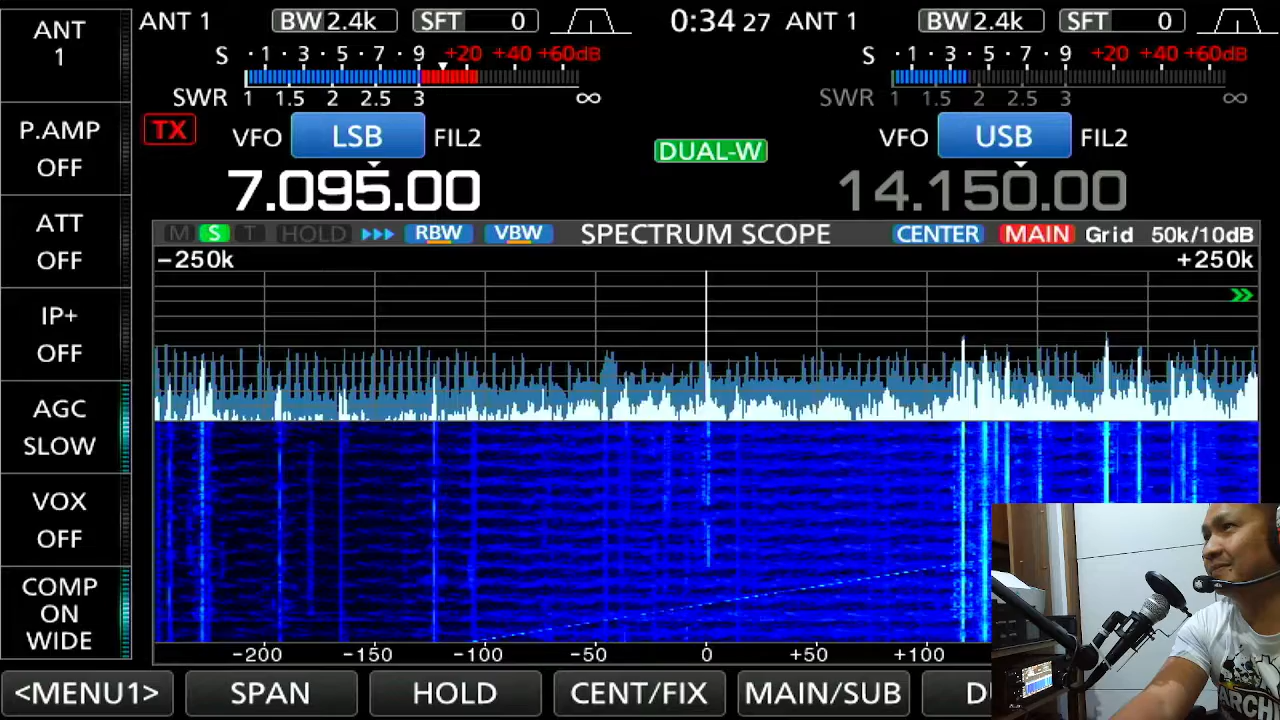 ANT 1 BW 2.4k SFT 0 0:34 27 ANT 1 BW 2.4k SFT 0
S 1 · 3 · 5 · 7 · 9 +20 +40 +60dB S 1 · 3 · 5 · 7 · 9 +20 +40 +60dB
SWR 1 1.5 2 2.5 3 ∞ SWR 1 1.5 2 2.5 3 ∞
TX VFO LSB FIL2 DUAL-W VFO USB FIL2
7.095.00 14.150.00
M S T HOLD RBW VBW SPECTRUM SCOPE CENTER MAIN Grid 50k/10dB
-250k +250k
ANT
1
P.AMP
OFF
ATT
OFF
IP+
OFF
AGC
SLOW
VOX
OFF
COMP
ON
WIDE
-200 -150 -100 -50 0 +50 +100
<MENU1> SPAN HOLD CENT/FIX MAIN/SUB